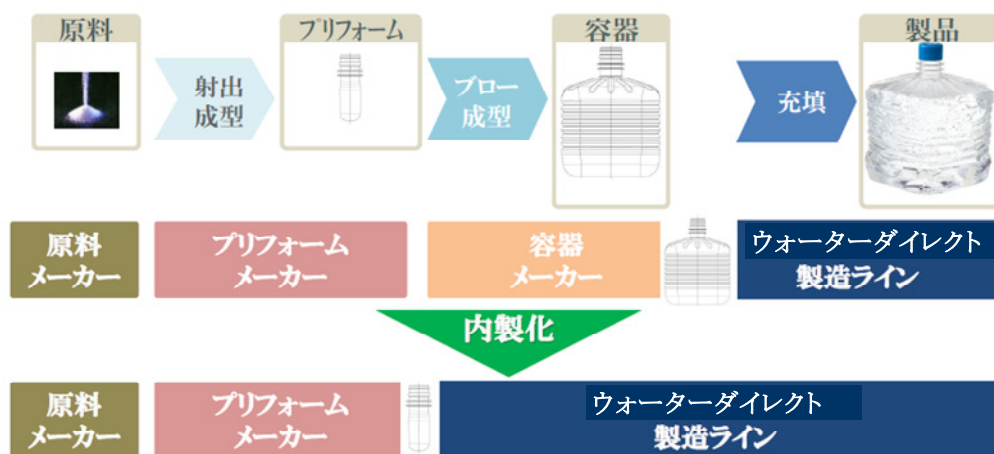 原料
プリフォーム
容器
製品
射出
成型
ブロー
成型
充填
原料
メーカー
プリフォーム
メーカー
容器
メーカー
ウォーターダイレクト
製造ライン
内製化
原料
メーカー
プリフォーム
メーカー
ウォーターダイレクト
製造ライン